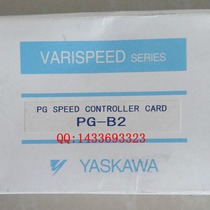 VARISPEED SERIES
PG SPEED CONTROLLER CARD
PG-B2
QQ:1433693323
YASKAWA